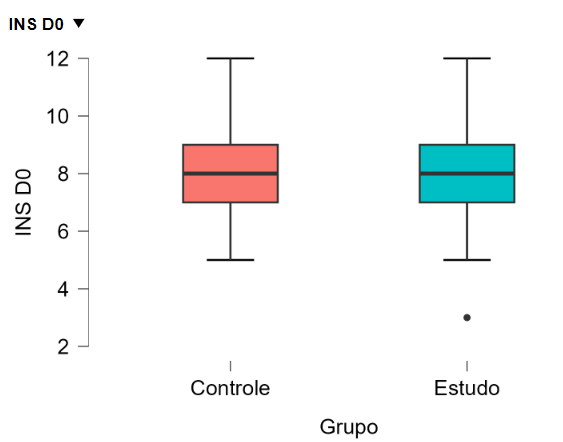 INS D0 ▼
12
10
8
6
4
2
INS D0
Controle
Estudo
Grupo